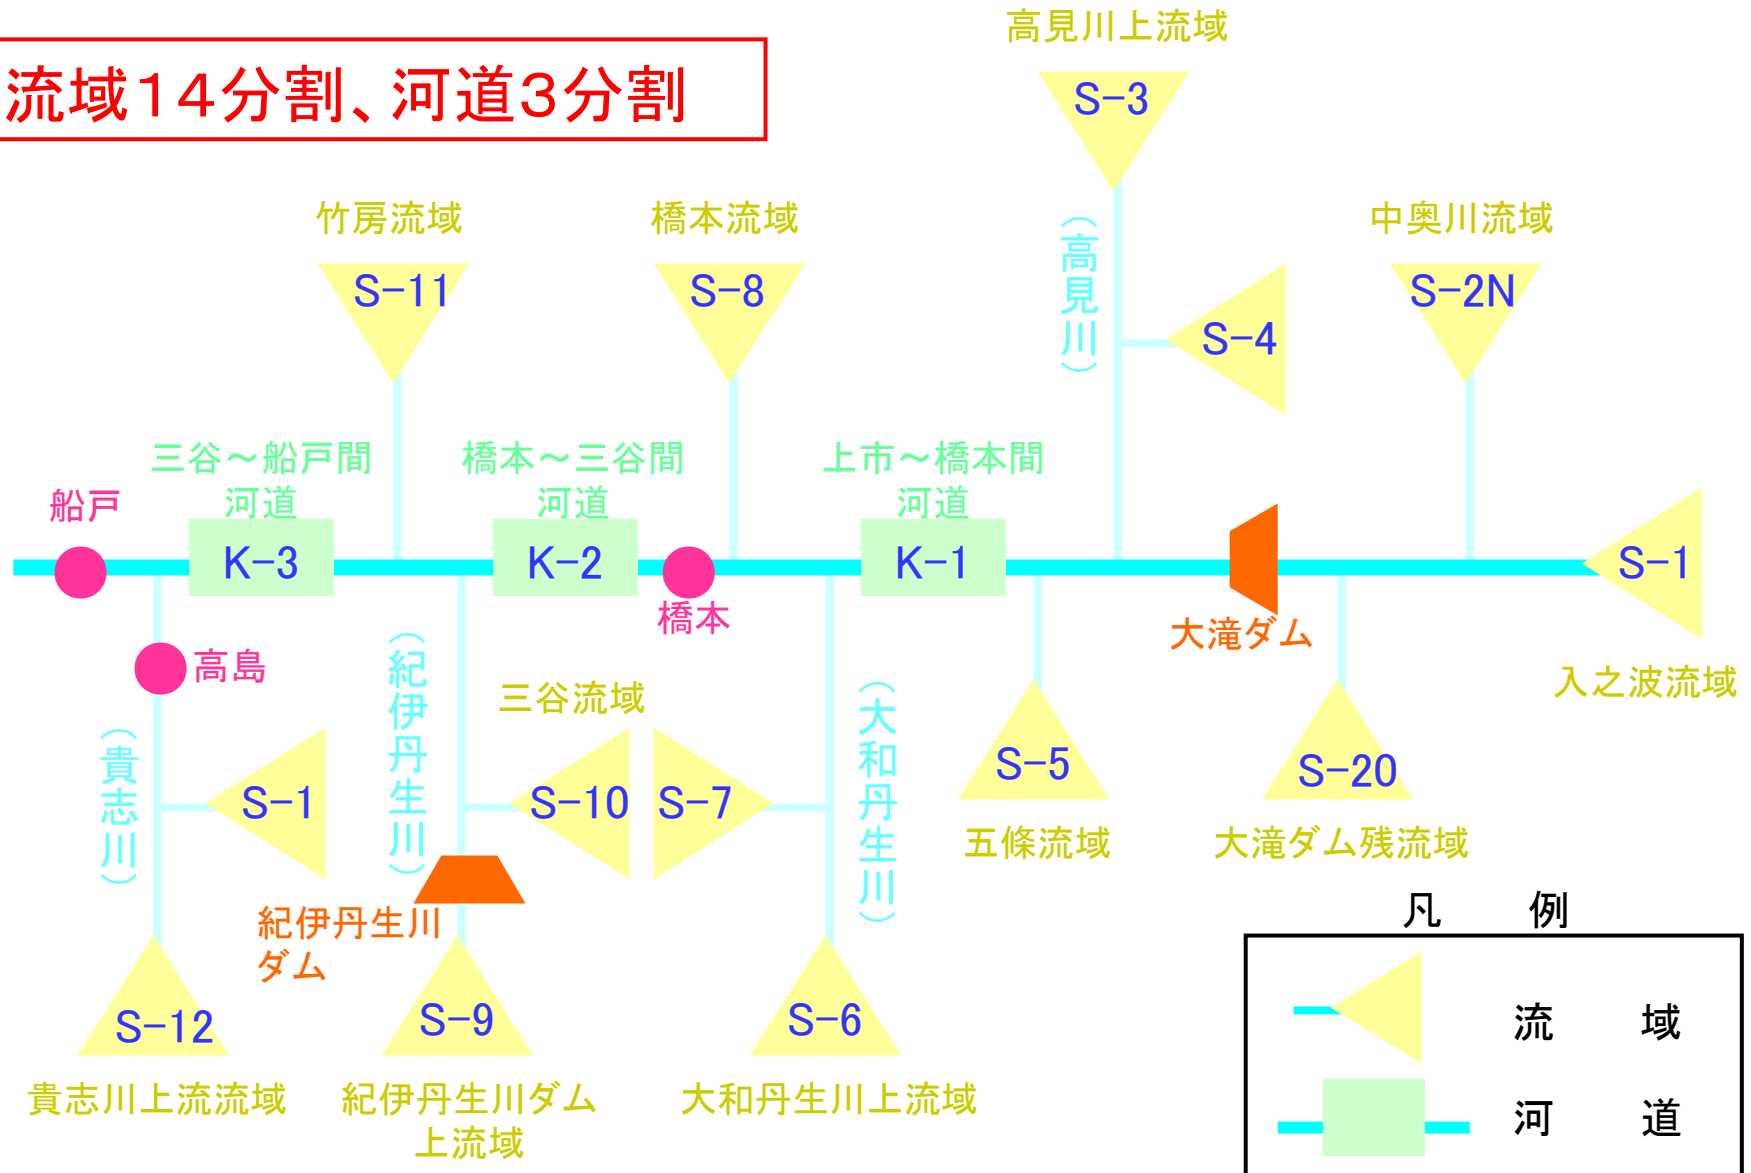 高見川上流域
流域14分割、河道3分割
S-3
竹房流域
橋本流域
(高見川)
中奥川流域
S-11
S-8
S-2N
S-4
三谷～船戸間
河道
橋本～三谷間
河道
上市～橋本間
河道
船戸
K-3
K-2
K-1
S-1
橋本
大滝ダム
高島
入之波流域
(紀伊丹生川)
三谷流域
(大和丹生川)
(貴志川)
S-1
S-10
S-7
S-5
S-20
五條流域
大滝ダム残流域
紀伊丹生川
ダム
凡 例
S-12
S-9
S-6
流 域
貴志川上流流域
紀伊丹生川ダム
上流域
大和丹生川上流域
河 道